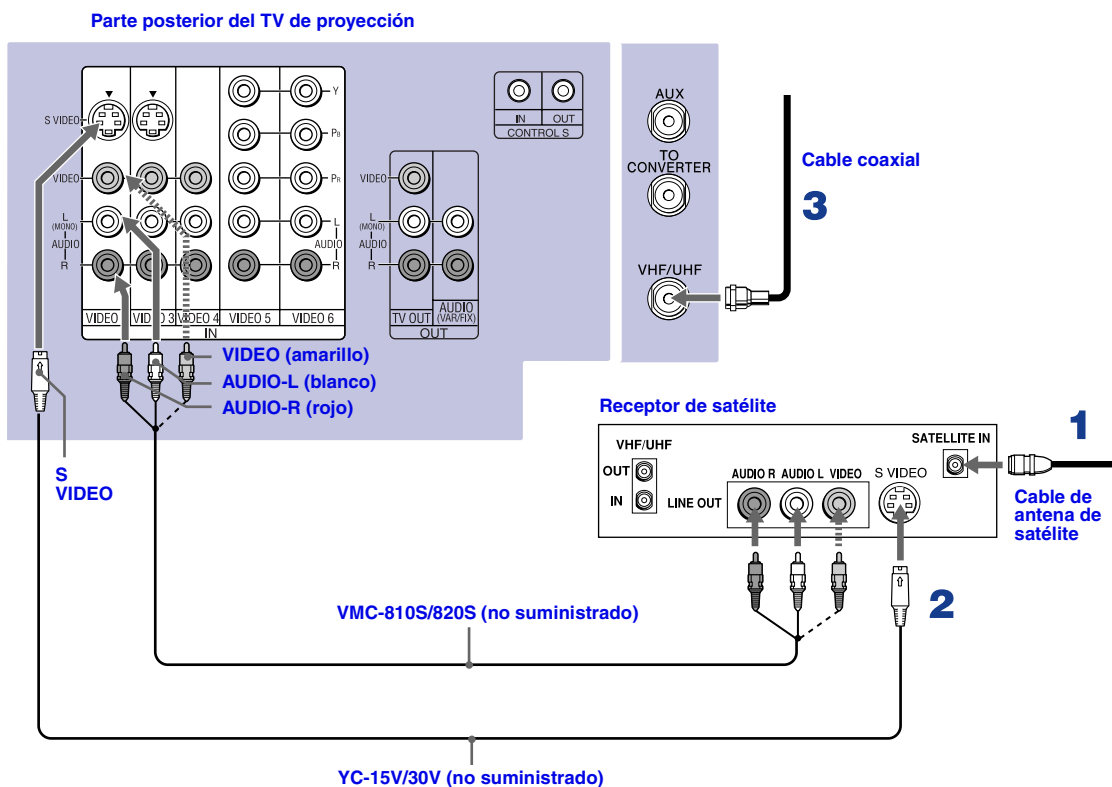 Parte posterior del TV de proyección
S VIDEO
VIDEO
L
(MONO)
AUDIO
R
Y
PB
PR
L
AUDIO
R
VIDEO
VIDEO 3
VIDEO 4
VIDEO 5
VIDEO 6
IN
IN
OUT
CONTROL S
VIDEO
L
(MONO)
AUDIO
R
TV OUT
AUDIO
(VAR/FIX)
OUT
AUX
TO
CONVERTER
VHF/UHF
Cable coaxial
3
VIDEO (amarillo)
AUDIO-L (blanco)
AUDIO-R (rojo)
S
VIDEO
Receptor de satélite
VHF/UHF
OUT
IN
LINE OUT
AUDIO R
AUDIO L
VIDEO
S VIDEO
SATELLITE IN
1
Cable de
antena de
satélite
2
VMC-810S/820S (no suministrado)
YC-15V/30V (no suministrado)